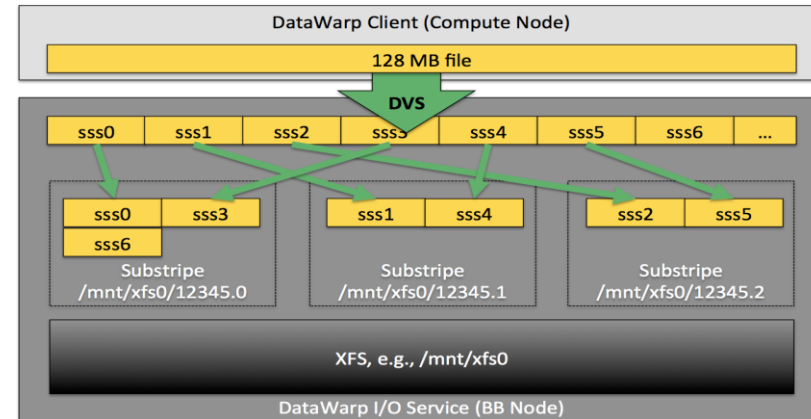 DataWarp Client (Compute Node)
128 MB file
DVS
sss0 sss1 sss2 sss3 sss4 sss5 sss6 ...
sss0 sss3 sss1 sss4 sss2 sss5
sss6
Substripe Substripe Substripe
/mnt/xfs0/12345.0 /mnt/xfs0/12345.1 /mnt/xfs0/12345.2
XFS, e.g., /mnt/xfs0
DataWarp I/O Service (BB Node)